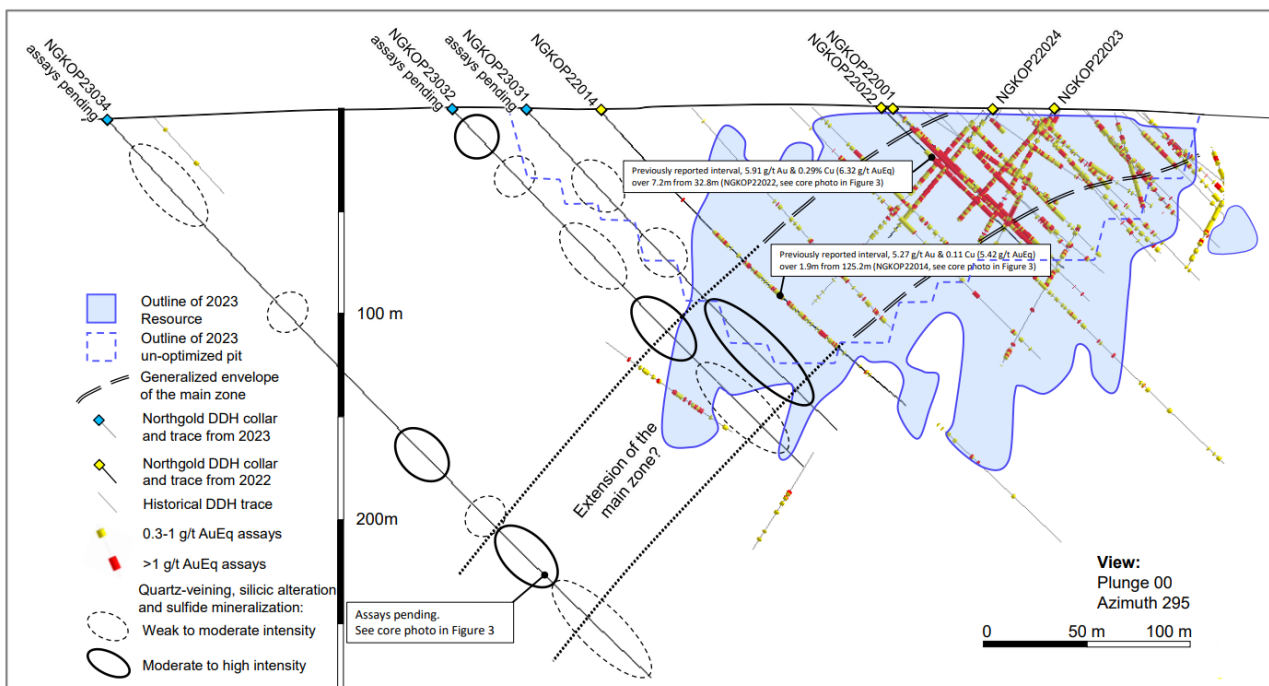 NGKOP23034
assays pending
NGKOP23032
assays pending
NGKOP23031
assays pending
NGKOP22014
NGKOP22022
NGKOP22001
NGKOP22024
NGKOP22023
Previously reported interval, 5.91 g/t Au & 0.29% Cu (6.32 g/t AuEq)
over 7.2m from 32.8m (NGKOP22022, see core photo in Figure 3)
Previously reported interval, 5.27 g/t Au & 0.11 Cu (5.42 g/t AuEq)
over 1.9m from 125.2m (NGKOP22014, see core photo in Figure 3)
100 m
200m
Extension of the
main zone?
Assays pending.
See core photo in Figure 3
Outline of 2023
Resource
Outline of 2023
un-optimized pit
Generalized envelope
of the main zone
Northgold DDH collar
and trace from 2023
Northgold DDH collar
and trace from 2022
Historical DDH trace
0.3-1 g/t AuEq assays
>1 g/t AuEq assays
Quartz-veining, silicic alteration
and sulfide mineralization:
Weak to moderate intensity
Moderate to high intensity
View:
Plunge 00
Azimuth 295
0 50 m 100 m